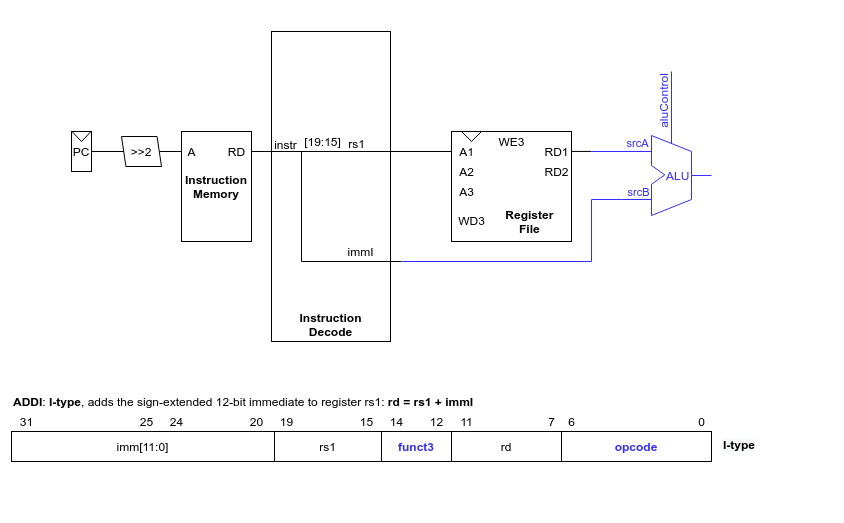 aluControl
instr [19:15] rs1
WE3
srcA
PC
>>2
A RD
A1 RD1
A2 RD2
ALU
Instruction
Memory
A3
srcB
WD3
Register
File
immI
Instruction
Decode
ADDI: I-type, adds the sign-extended 12-bit immediate to register rs1: rd = rs1 + immI
31 25 24 20 19 15 14 12 11 7 6 0
imm[11:0] rs1 funct3 rd opcode I-type